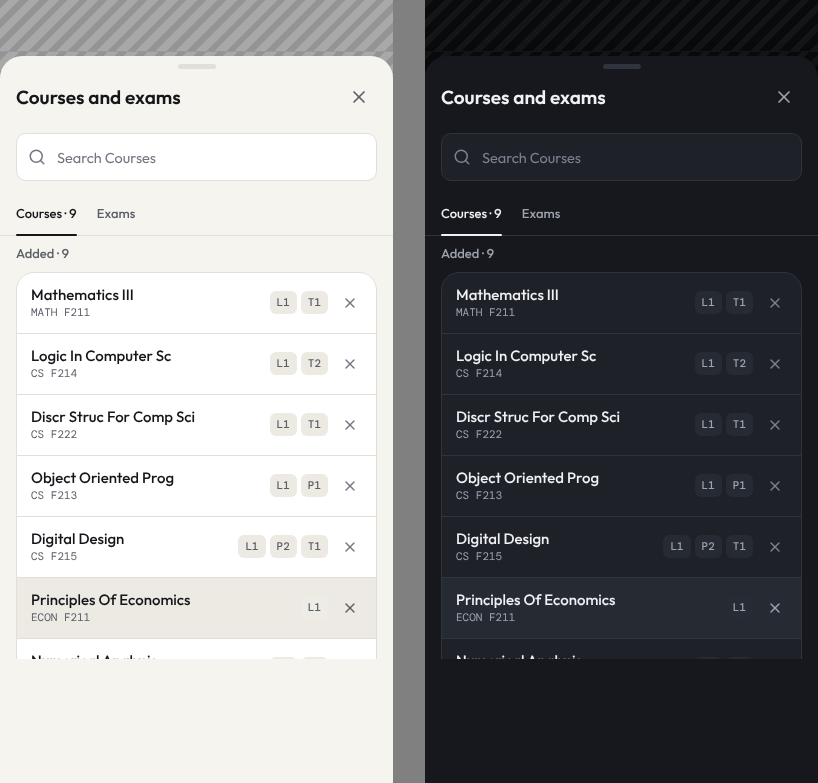 Courses and exams
Search Courses
Courses · 9 Exams
Added · 9
Mathematics III
MATH F211
L1 T1
Logic In Computer Sc
CS F214
L1 T2
Discr Struc For Comp Sci
CS F222
L1 T1
Object Oriented Prog
CS F213
L1 P1
Digital Design
CS F215
L1 P2 T1
Principles Of Economics
ECON F211
L1
Courses and exams
Search Courses
Courses · 9 Exams
Added · 9
Mathematics III
MATH F211
L1 T1
Logic In Computer Sc
CS F214
L1 T2
Discr Struc For Comp Sci
CS F222
L1 T1
Object Oriented Prog
CS F213
L1 P1
Digital Design
CS F215
L1 P2 T1
Principles Of Economics
ECON F211
L1